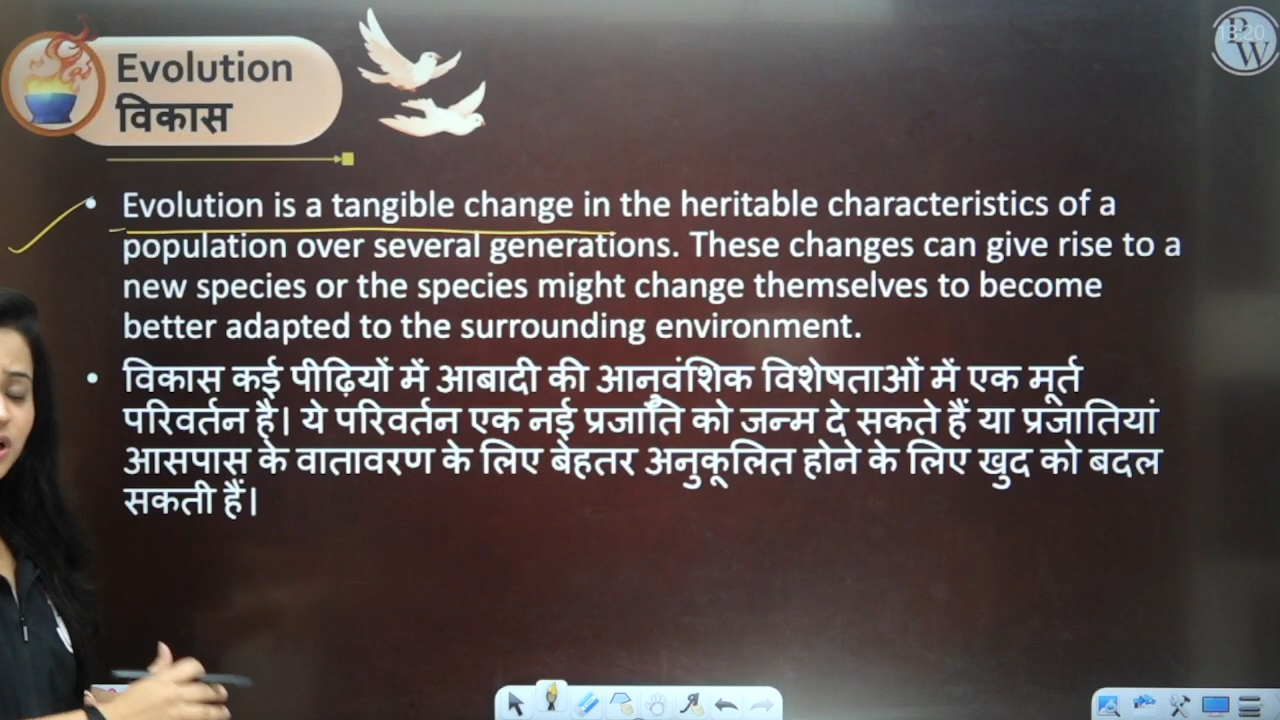 Evolution
विकास
PW
13:20
Evolution is a tangible change in the heritable characteristics of a
population over several generations. These changes can give rise to a
new species or the species might change themselves to become
better adapted to the surrounding environment.
विकास कई पीढ़ियों में आबादी की आनुवंशिक विशेषताओं में एक मूर्त
परिवर्तन है। ये परिवर्तन एक नई प्रजाति को जन्म दे सकते हैं या प्रजातियां
आसपास के वातावरण के लिए बेहतर अनुकूलित होने के लिए खुद को बदल
सकती हैं।